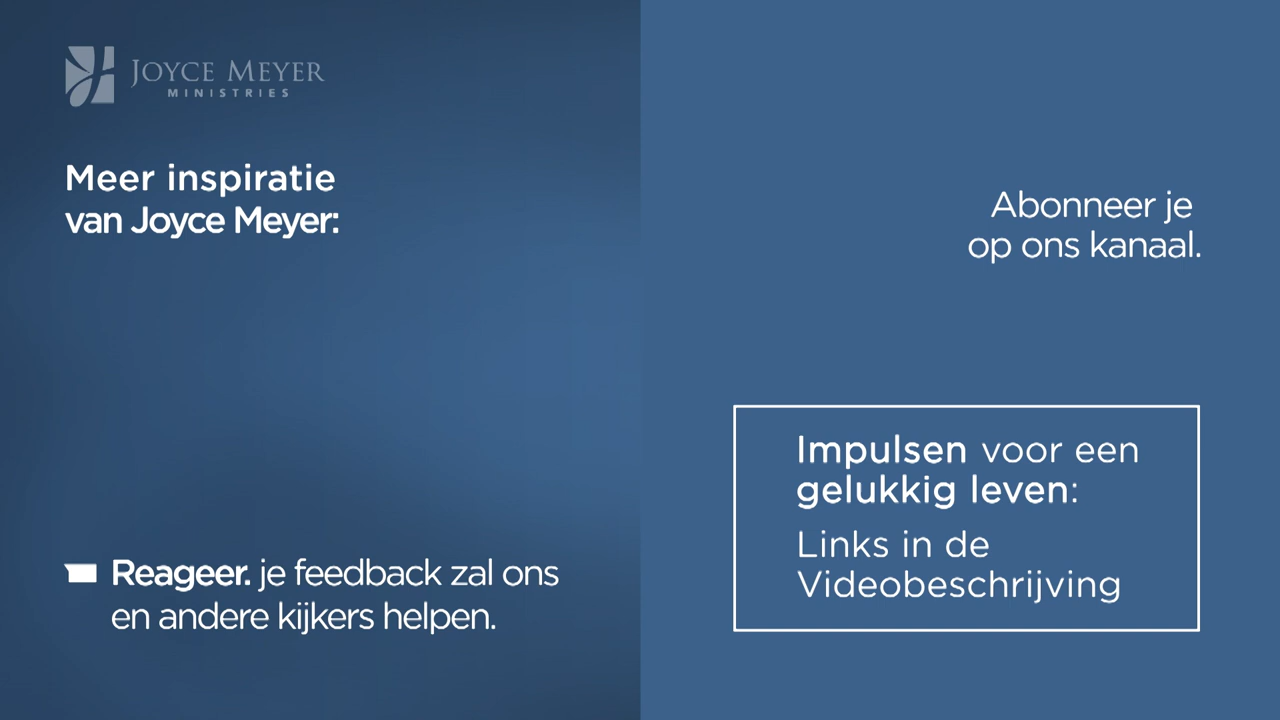 JOYCE MEYER
MINISTRIES
Meer inspiratie
van Joyce Meyer:
Reageer. je feedback zal ons
en andere kijkers helpen.
Abonneer je
op ons kanaal.
Impulsen voor een
gelukkig leven:
Links in de
Videobeschrijving